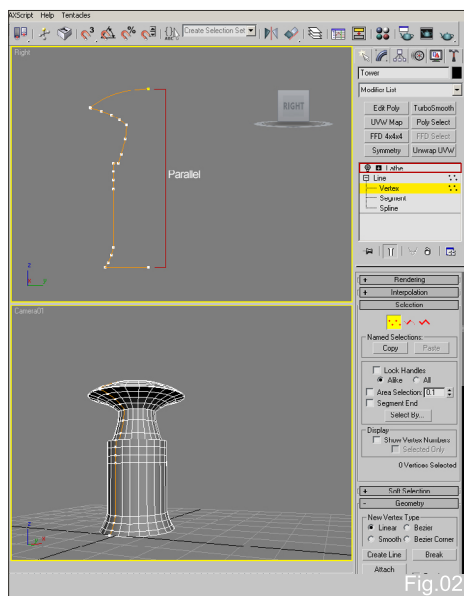 AXScript Help Tentacles
Create Selection Set
Right
RIGHT
Parallel
z
Camera01
z
Tower
Modifier List
Edit Poly TurboSmooth
UVW Map Poly Select
FFD 4x4x4 FFD Select
Symmetry Unwrap UVW
Lathe
Line
Vertex
Segment
Spline
+ Rendering
+ Interpolation
Selection
Named Selections:
Copy Paste
Lock Handles
Alike All
Area Selection: 0.1
Segment End
Select By...
Display
Show Vertex Numbers
Selected Only
0 Vertices Selected
+ Soft Selection
- Geometry
New Vertex Type
Linear Bezier
Smooth Bezier Corner
Create Line Break
Attach
Fig.02